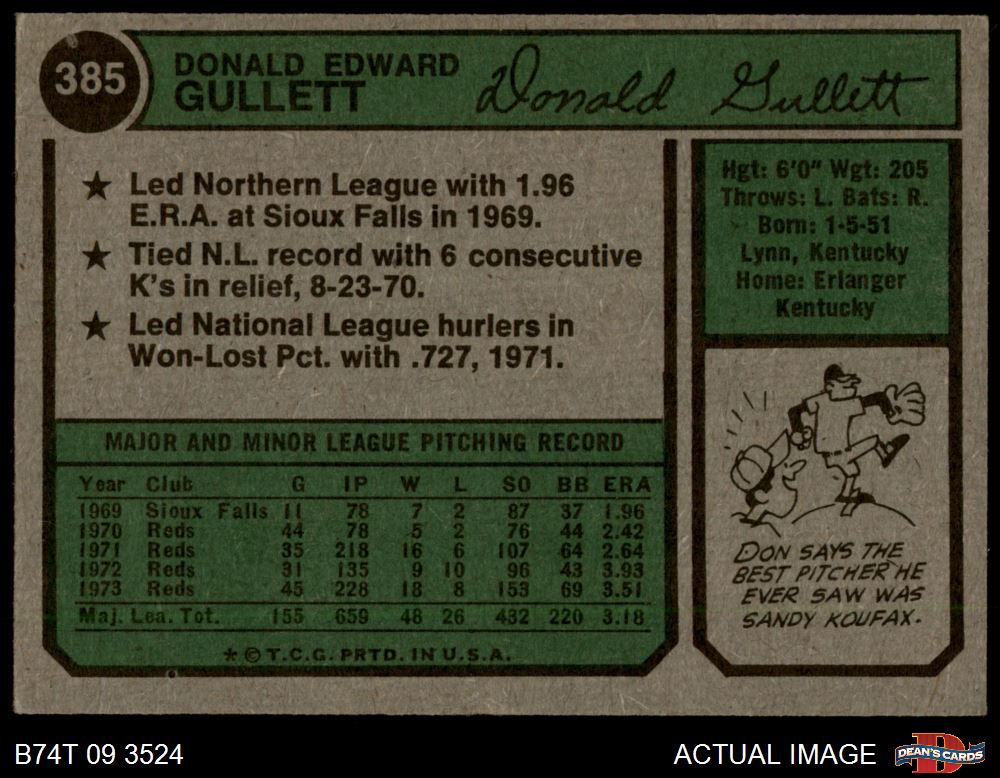 385
DONALD EDWARD
GULLETT
Donald Gullett
★ Led Northern League with 1.96
E.R.A. at Sioux Falls in 1969.
★ Tied N.L. record with 6 consecutive
K's in relief, 8-23-70.
★ Led National League hurlers in
Won-Lost Pct. with .727, 1971.
Hgt: 6'0" Wgt: 205
Throws: L. Bats: R.
Born: 1-5-51
Lynn, Kentucky
Home: Erlanger
Kentucky
MAJOR AND MINOR LEAGUE PITCHING RECORD
Year Club G IP W L SO BB ERA
1969 Sioux Falls 11 78 7 2 87 37 1.96
1970 Reds 44 78 5 2 76 44 2.42
1971 Reds 35 218 16 6 107 64 2.64
1972 Reds 31 135 9 10 96 43 3.93
1973 Reds 45 228 18 8 153 69 3.51
Maj. Lea. Tot. 155 659 48 26 432 220 3.18
★ © T.C.G. PRTD. IN U.S.A.
DON SAYS THE
BEST PITCHER HE
EVER SAW WAS
SANDY KOUFAX.
B74T 09 3524
ACTUAL IMAGE
DEAN'S CARDS